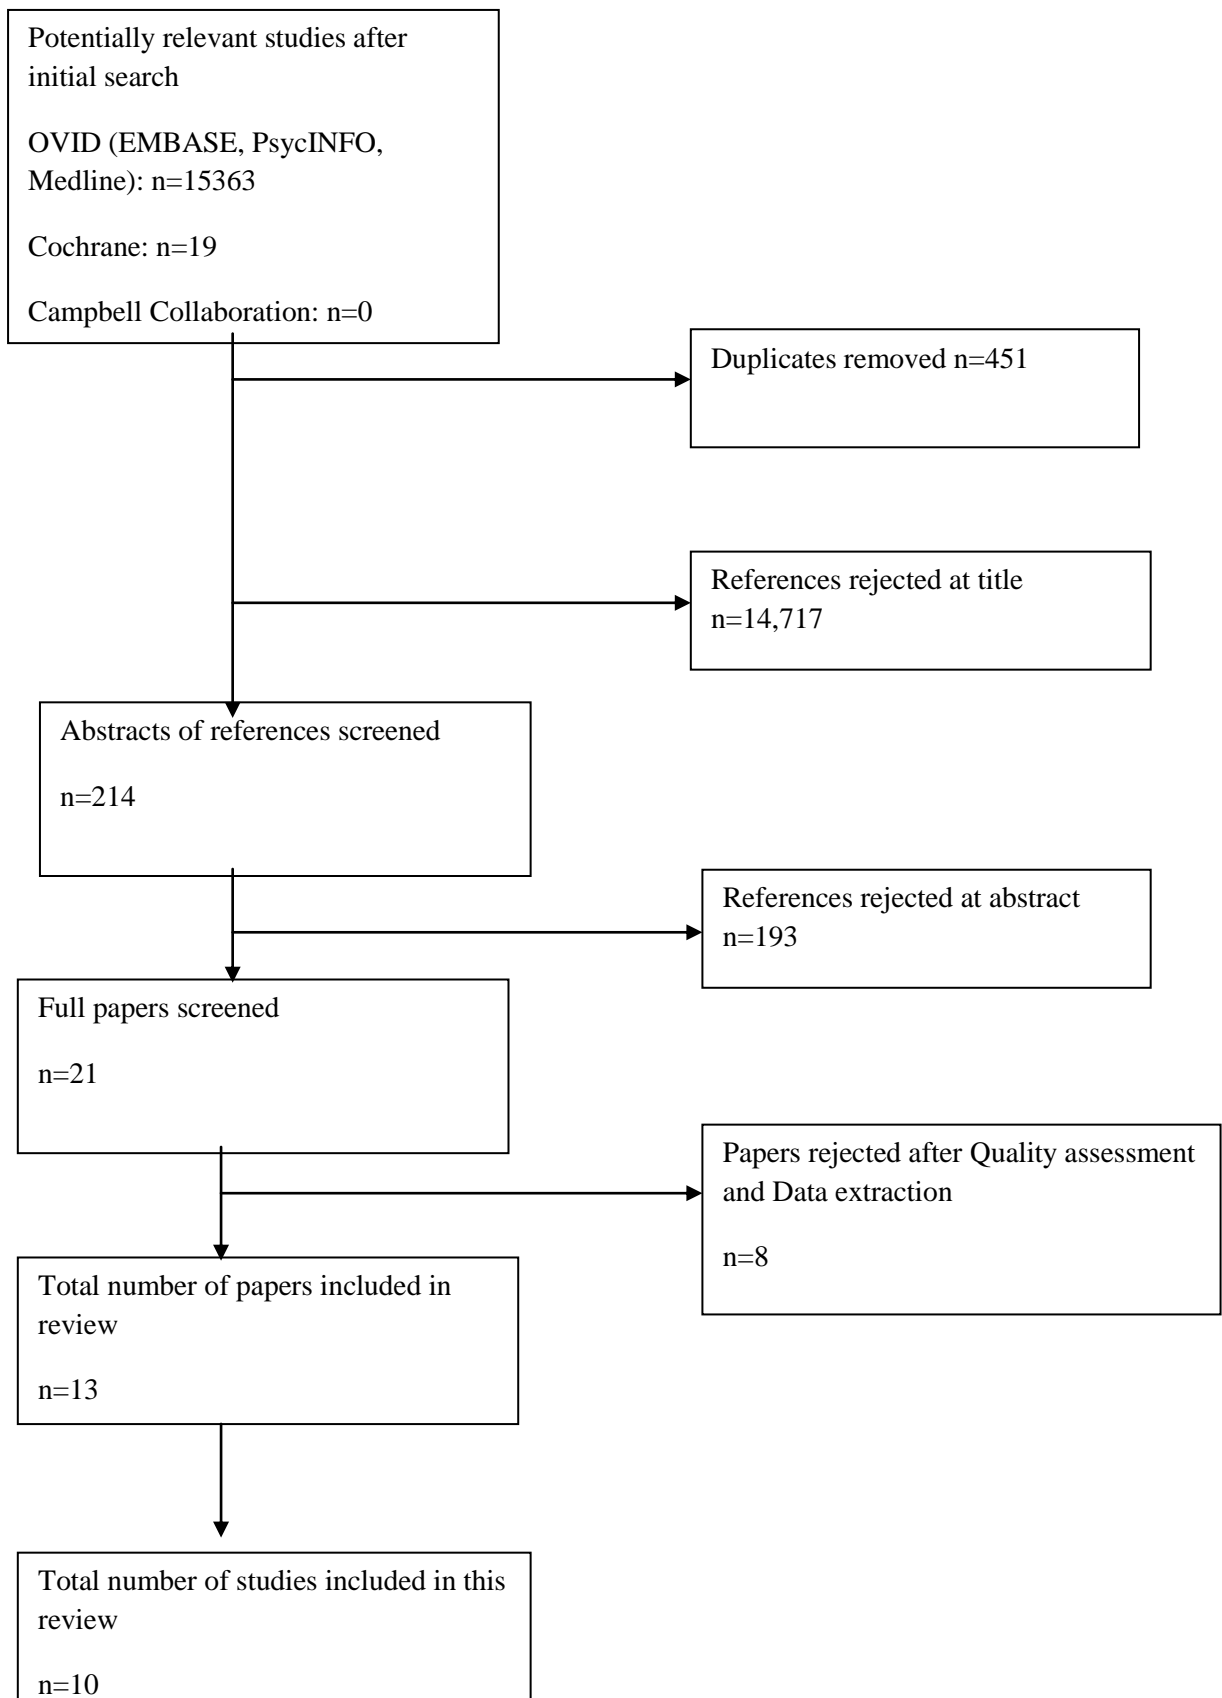 Potentially relevant studies after
initial search
OVID (EMBASE, PsycINFO,
Medline): n=15363
Cochrane: n=19
Campbell Collaboration: n=0
Duplicates removed n=451
References rejected at title
n=14,717
Abstracts of references screened
n=214
References rejected at abstract
n=193
Full papers screened
n=21
Papers rejected after Quality assessment
and Data extraction
n=8
Total number of papers included in
review
n=13
Total number of studies included in this
review
n=10